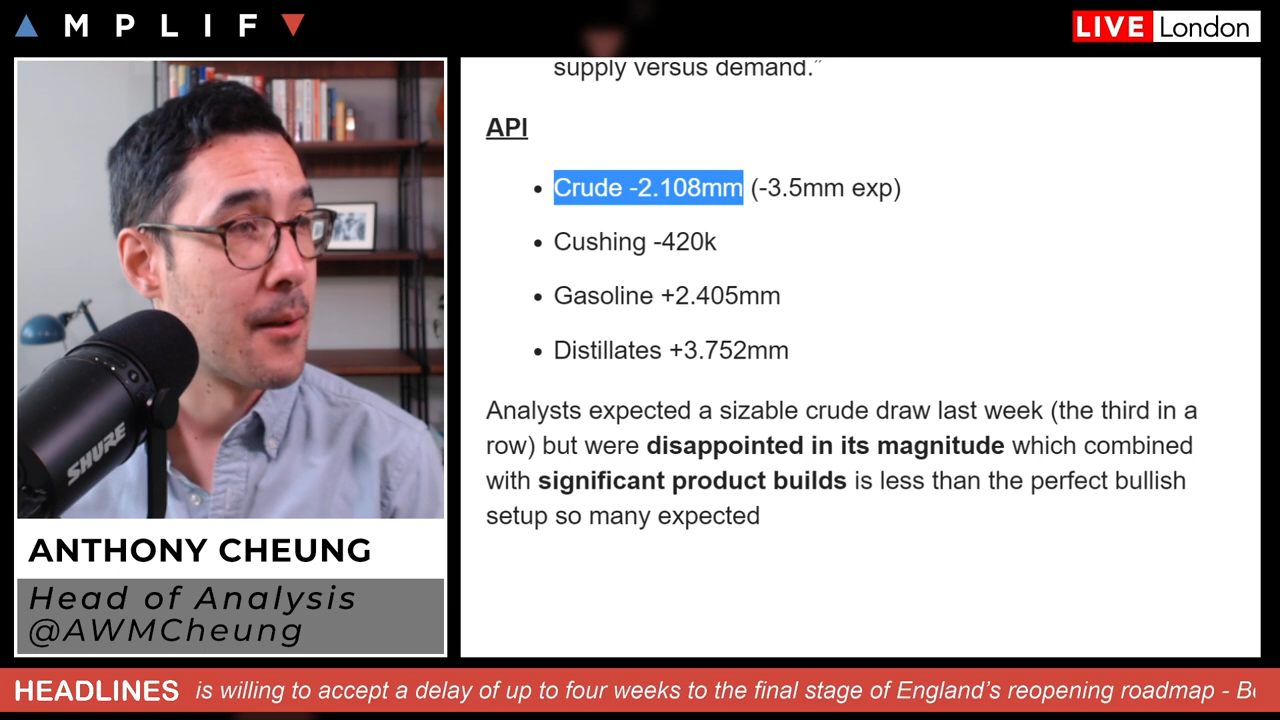 AMPLIFY
LIVE London
supply versus demand.”
API
• Crude -2.108mm (-3.5mm exp)
• Cushing -420k
• Gasoline +2.405mm
• Distillates +3.752mm
Analysts expected a sizable crude draw last week (the third in a
row) but were disappointed in its magnitude which combined
with significant product builds is less than the perfect bullish
setup so many expected
SHURE
ANTHONY CHEUNG
Head of Analysis
@AWMCheung
HEADLINES is willing to accept a delay of up to four weeks to the final stage of England’s reopening roadmap -